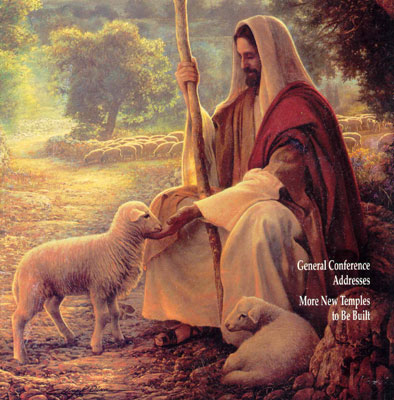 General Conference
Addresses
More New Temples
to Be Built